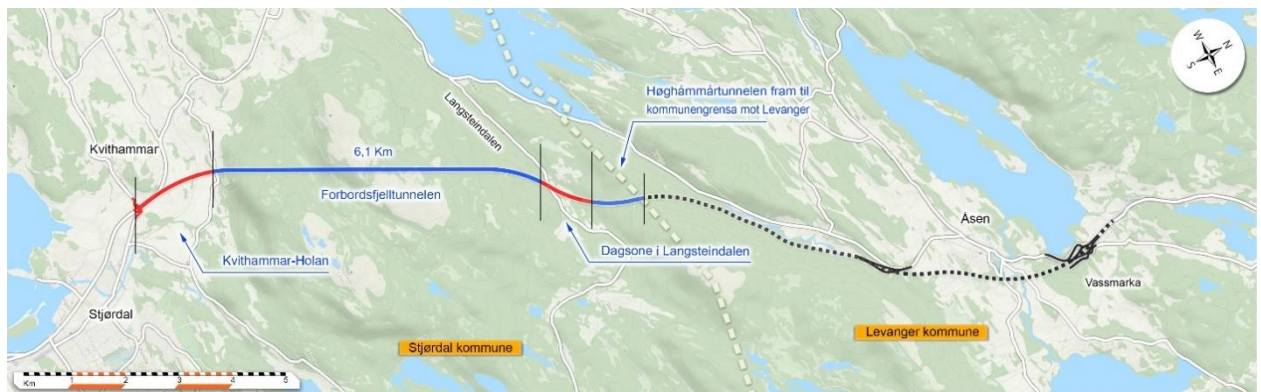 Kvithammar
Stjørdal
Kvithammar-Holan
6,1 Km
Forbordsfjelltunnelen
Langsteindalen
Høghåmmårtunnelen fram til
kommunengrensa mot Levanger
Dagsone i Langsteindalen
Stjørdal kommune
Levanger kommune
Åsen
Vassmarka
N
W
E
S
Km
1
2
3
4
5